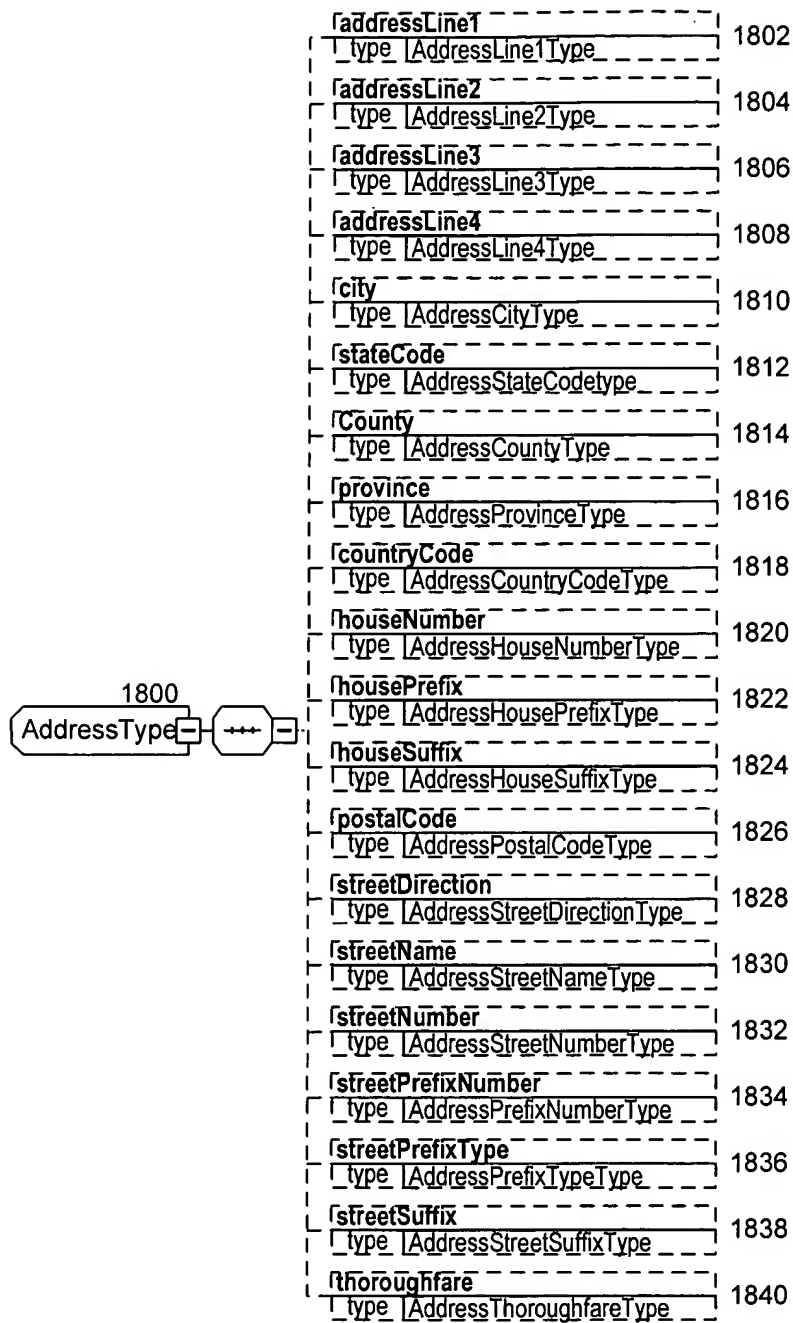 addressLine1 1802
type AddressLine1Type
addressLine2 1804
type AddressLine2Type
addressLine3 1806
type AddressLine3Type
addressLine4 1808
type AddressLine4Type
city 1810
type AddressCityType
stateCode 1812
type AddressStateCodetype
County 1814
type AddressCountyType
province 1816
type AddressProvinceType
countryCode 1818
type AddressCountryCodeType
houseNumber 1820
type AddressHouseNumberType
1800
AddressType
housePrefix 1822
type AddressHousePrefixType
houseSuffix 1824
type AddressHouseSuffixType
postalCode 1826
type AddressPostalCodeType
streetDirection 1828
type AddressStreetDirectionType
streetName 1830
type AddressStreetNameType
streetNumber 1832
type AddressStreetNumberType
streetPrefixNumber 1834
type AddressPrefixNumberType
streetPrefixType 1836
type AddressPrefixTypeType
streetSuffix 1838
type AddressStreetSuffixType
thoroughfare 1840
type AddressThoroughfareType